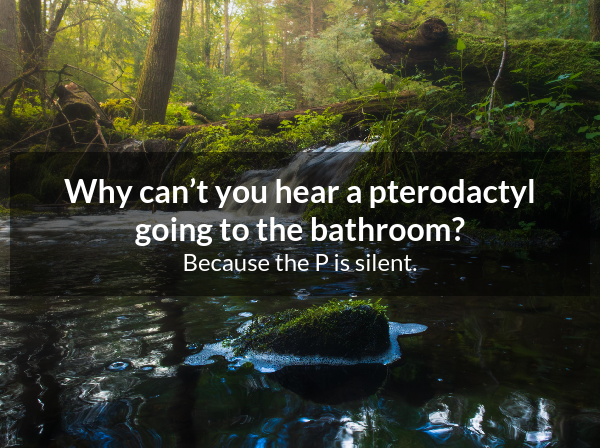 Why can’t you hear a pterodactyl
going to the bathroom?
Because the P is silent.